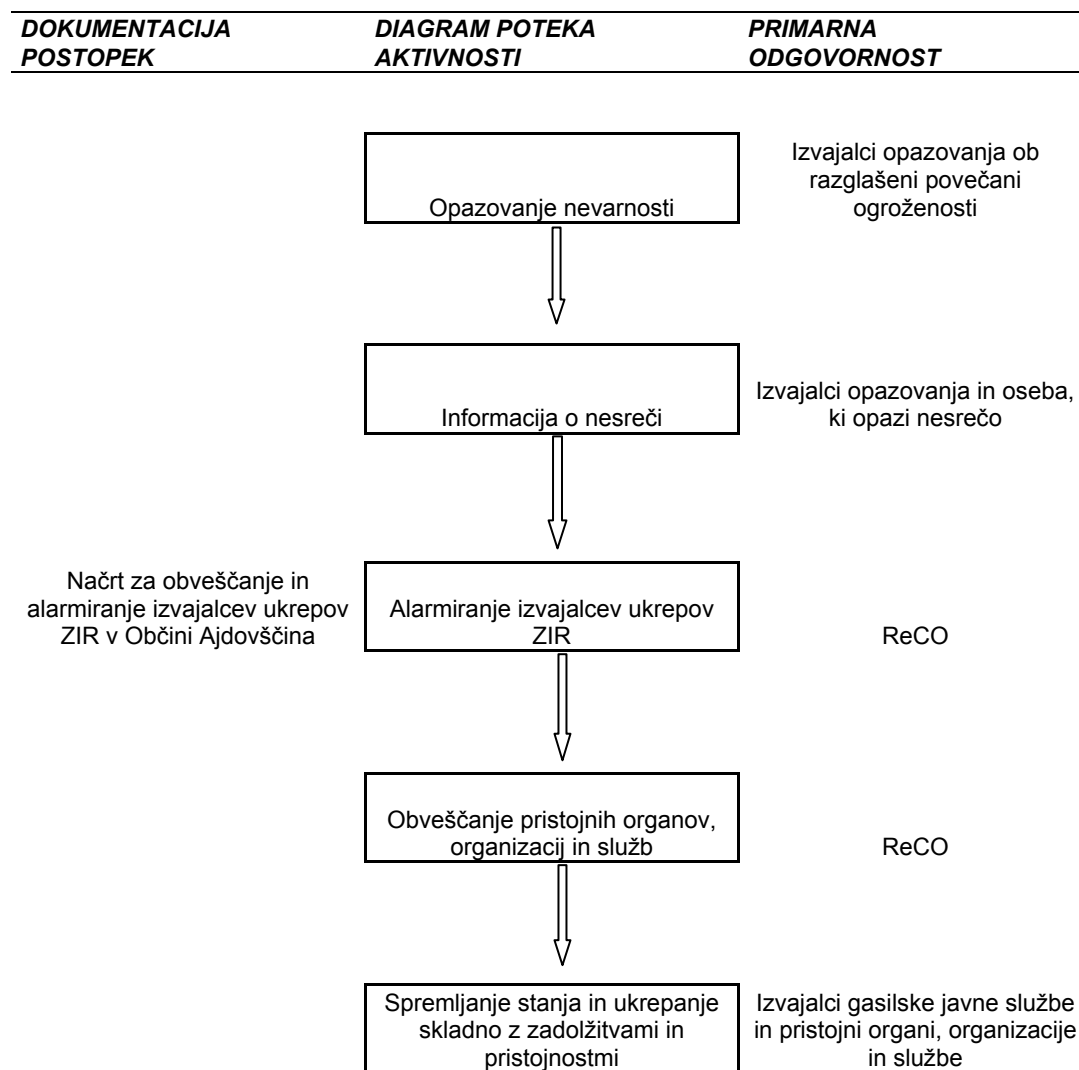 DOKUMENTACIJA
POSTOPEK
DIAGRAM POTEKA
AKTIVNOSTI
PRIMARNA
ODGOVORNOST
Opazovanje nevarnosti
Izvajalci opazovanja ob
razglašeni povečani
ogroženosti
Informacija o nesreči
Izvajalci opazovanja in oseba,
ki opazi nesrečo
Načrt za obveščanje in
alarmiranje izvajalcev ukrepov
ZIR v Občini Ajdovščina
Alarmiranje izvajalcev ukrepov
ZIR
ReCO
Obveščanje pristojnih organov,
organizacij in služb
ReCO
Spremljanje stanja in ukrepanje
skladno z zadolžitvami in
pristojnostmi
Izvajalci gasilske javne službe
in pristojni organi, organizacije
in službe